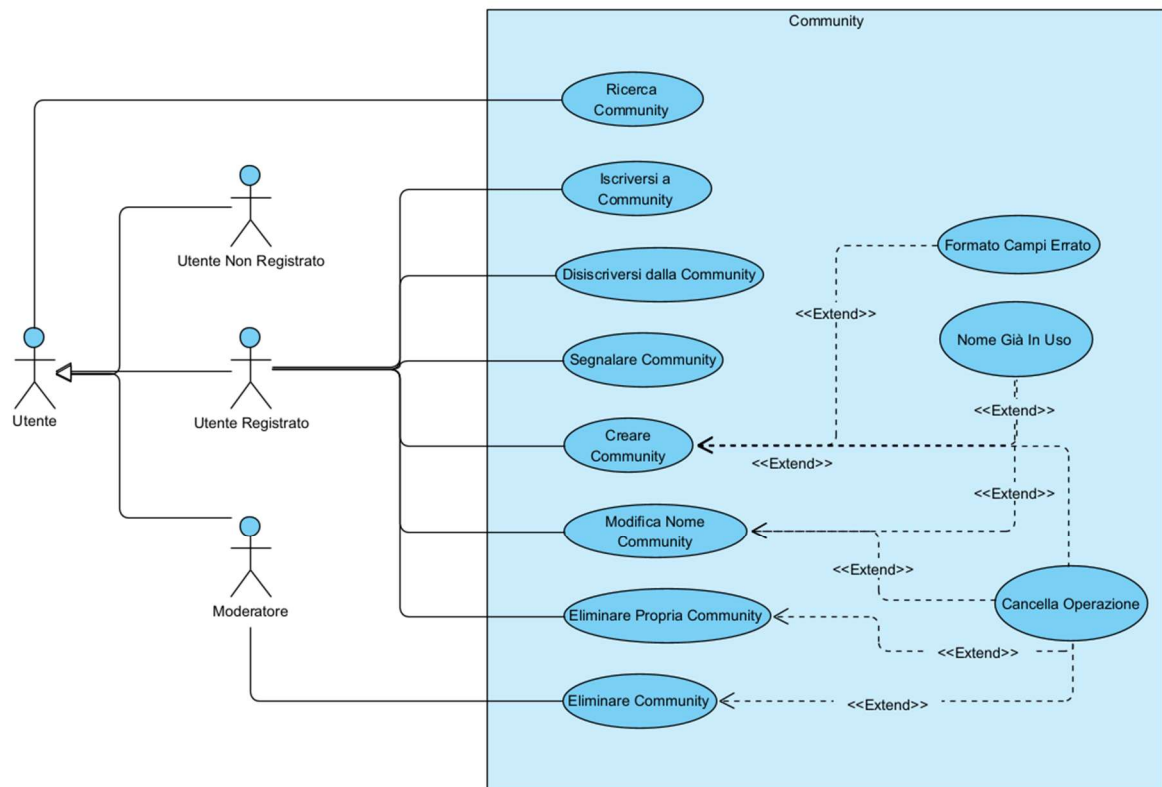 Community
Ricerca
Community
Iscriversi a
Community
Utente Non Registrato
Formato Campi Errato
Disiscriversi dalla Community
<<Extend>>
Nome Già In Uso
Segnalare Community
Utente
Utente Registrato
<<Extend>>
Creare
Community
<<Extend>>
<<Extend>>
Modifica Nome
Community
<<Extend>>
Moderatore
Cancella Operazione
Eliminare Propria Community
<<Extend>>
Eliminare Community
<<Extend>>